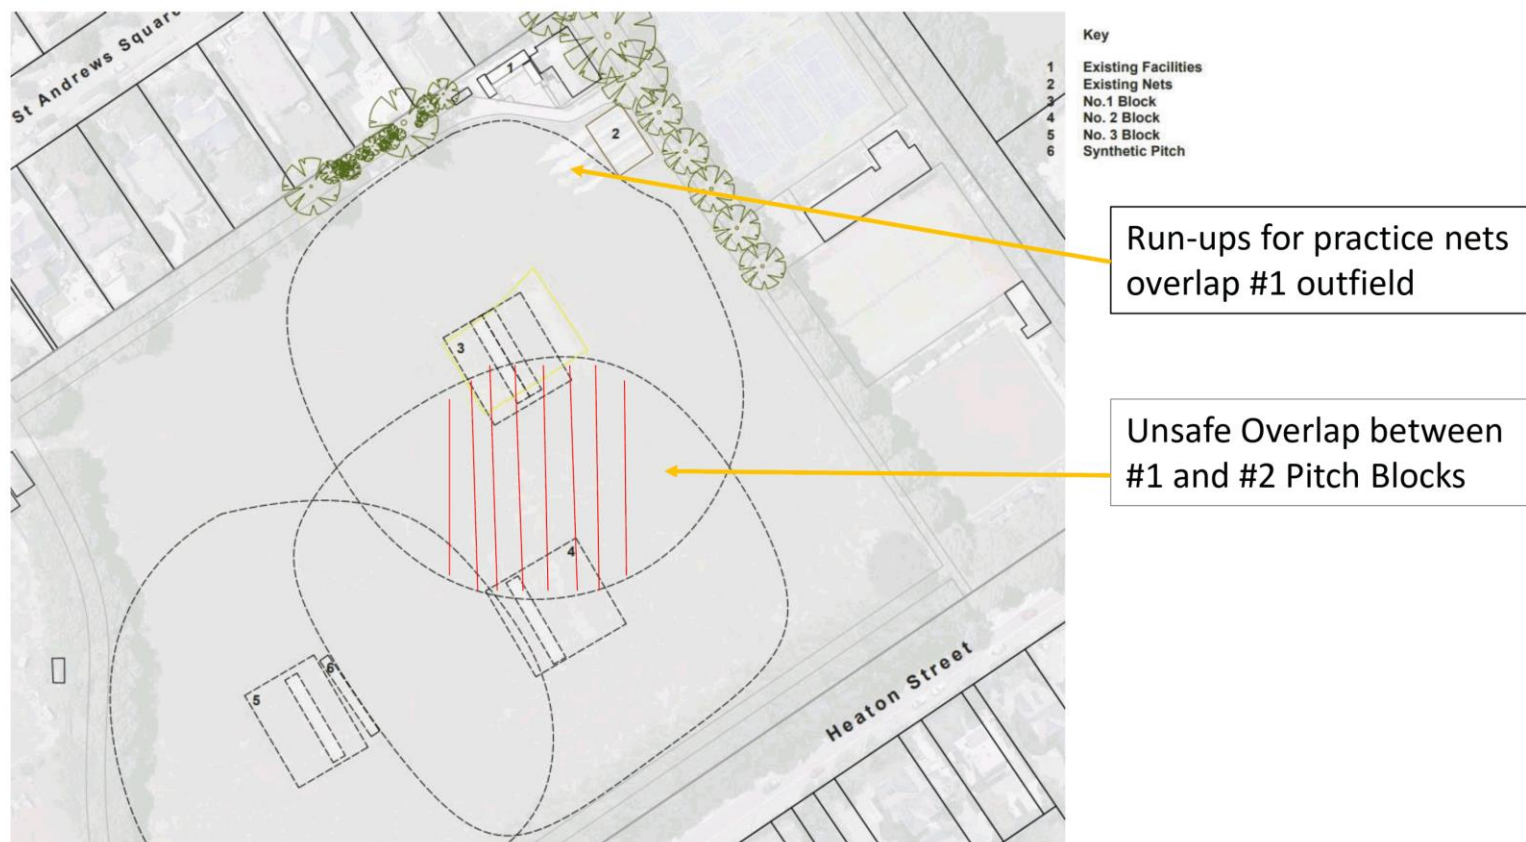 St Andrews Square
1
2
3
4
5
6
Heaton Street
Key
1 Existing Facilities
2 Existing Nets
3 No.1 Block
4 No. 2 Block
5 No. 3 Block
6 Synthetic Pitch
Run-ups for practice nets
overlap #1 outfield
Unsafe Overlap between
#1 and #2 Pitch Blocks